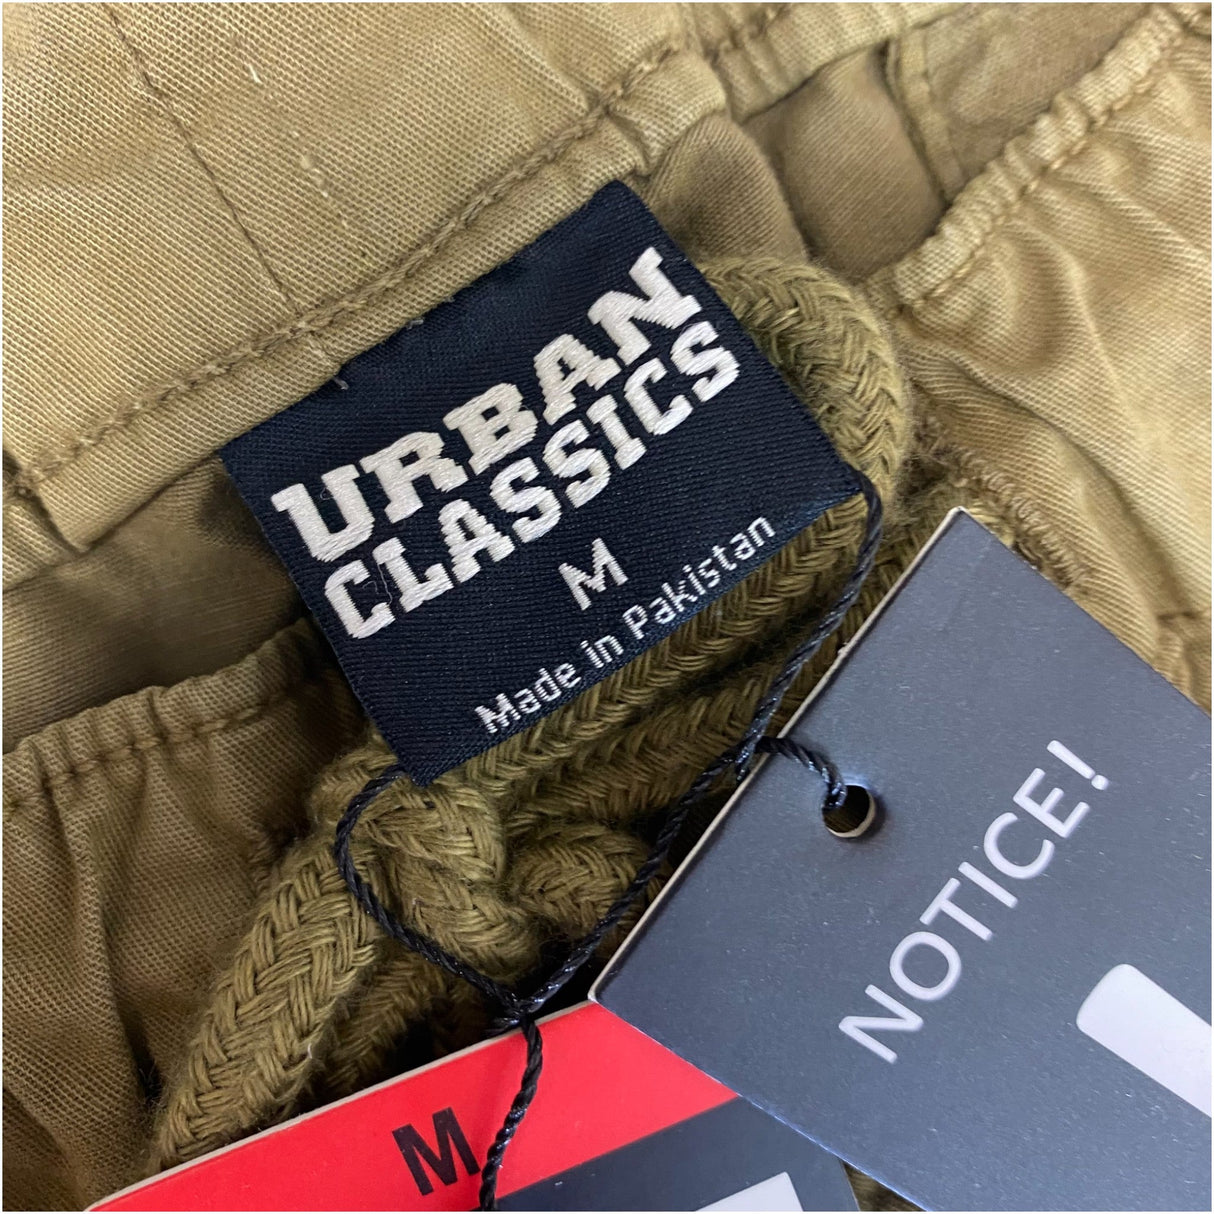 URBAN
CLASSICS
M
Made in Pakistan
NOTICE!
M